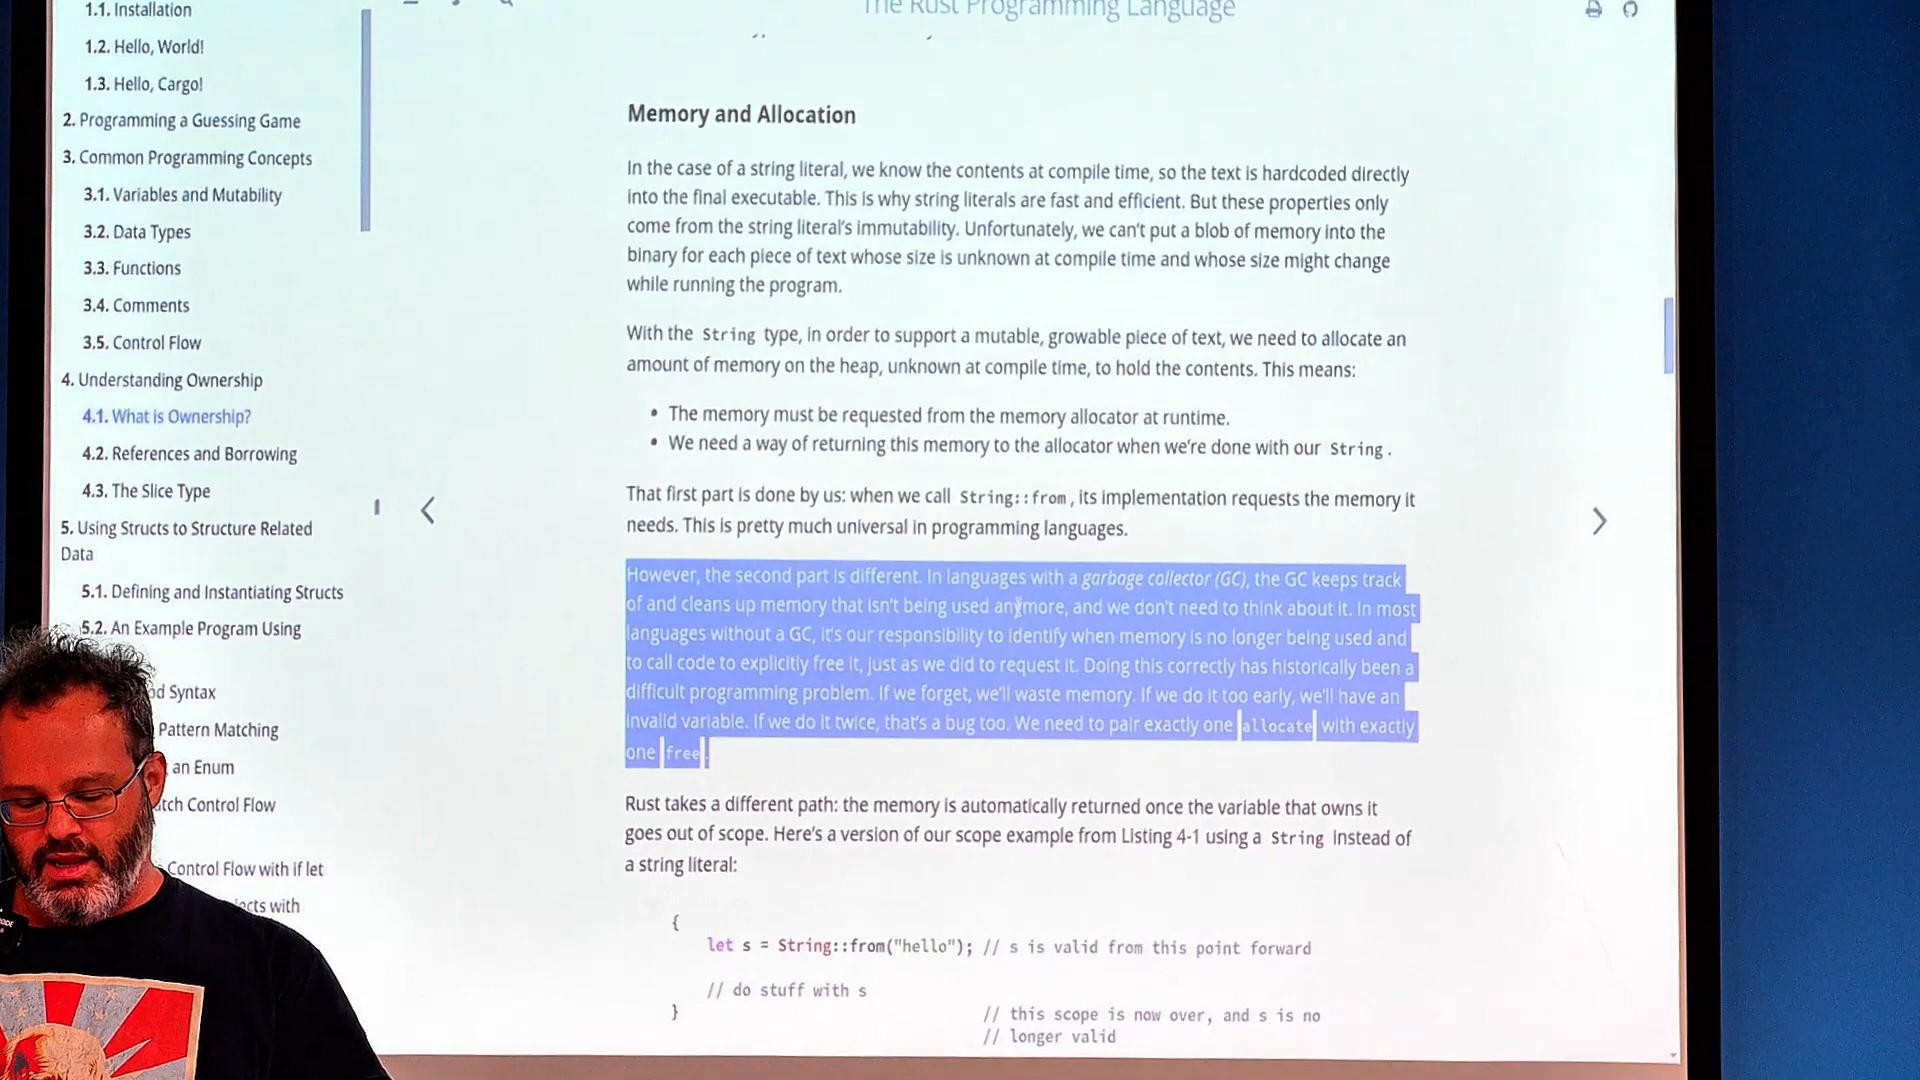 1.1. Installation
1.2. Hello, World!
1.3. Hello, Cargo!
2. Programming a Guessing Game
3. Common Programming Concepts
3.1. Variables and Mutability
3.2. Data Types
3.3. Functions
3.4. Comments
3.5. Control Flow
4. Understanding Ownership
4.1. What is Ownership?
4.2. References and Borrowing
4.3. The Slice Type
5. Using Structs to Structure Related
Data
5.1. Defining and Instantiating Structs
5.2. An Example Program Using
Syntax
Pattern Matching
an Enum
Control Flow
Control Flow with if let
with
The Rust Programming Language
Memory and Allocation
In the case of a string literal, we know the contents at compile time, so the text is hardcoded directly
into the final executable. This is why string literals are fast and efficient. But these properties only
come from the string literal's immutability. Unfortunately, we can't put a blob of memory into the
binary for each piece of text whose size is unknown at compile time and whose size might change
while running the program.
With the String type, in order to support a mutable, growable piece of text, we need to allocate an
amount of memory on the heap, unknown at compile time, to hold the contents. This means:
• The memory must be requested from the memory allocator at runtime.
• We need a way of returning this memory to the allocator when we're done with our String.
That first part is done by us: when we call String::from, its implementation requests the memory it
needs. This is pretty much universal in programming languages.
However, the second part is different. In languages with a garbage collector (GC), the GC keeps track
of and cleans up memory that isn't being used anymore, and we don't need to think about it. In most
languages without a GC, it's our responsibility to identify when memory is no longer being used and
to call code to explicitly free it, just as we did to request it. Doing this correctly has historically been a
difficult programming problem. If we forget, we'll waste memory. If we do it too early, we'll have an
invalid variable. If we do it twice, that's a bug too. We need to pair exactly one allocate with exactly
one free.
Rust takes a different path: the memory is automatically returned once the variable that owns it
goes out of scope. Here's a version of our scope example from Listing 4-1 using a String instead of
a string literal:
{
let s = String::from("hello"); // s is valid from this point forward
// do stuff with s
} // this scope is now over, and s is no
// longer valid